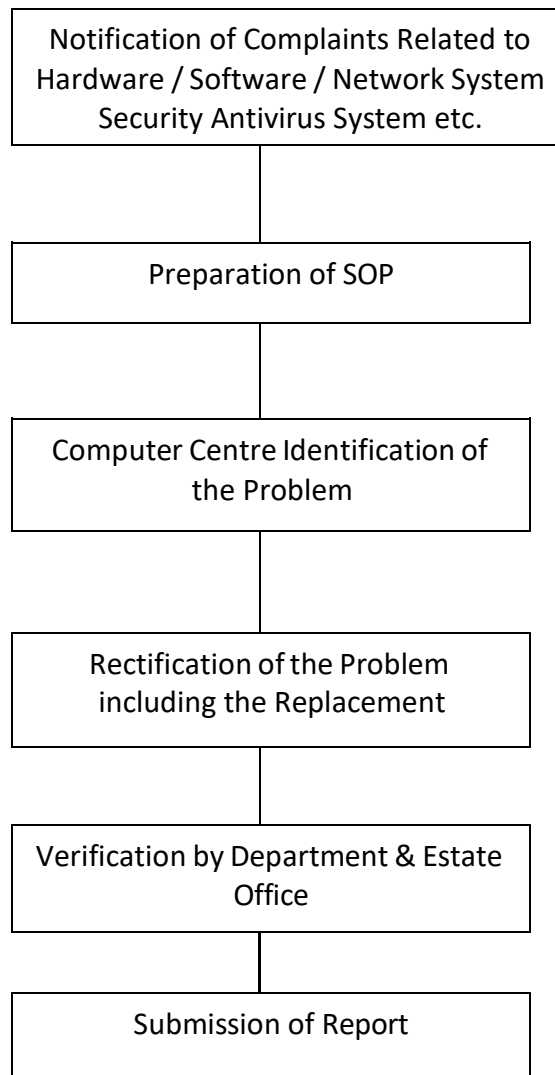 Notification of Complaints Related to
Hardware / Software / Network System
Security Antivirus System etc.
Preparation of SOP
Computer Centre Identification of
the Problem
Rectification of the Problem
including the Replacement
Verification by Department & Estate
Office
Submission of Report